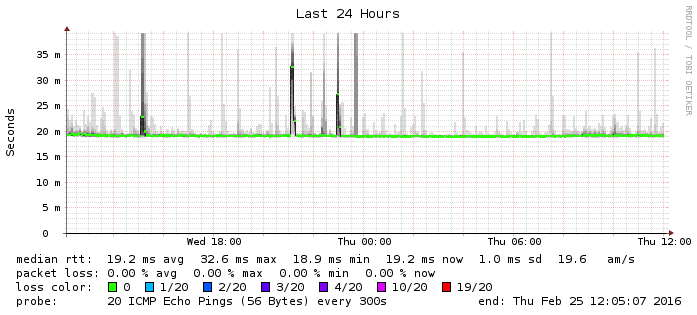 Last 24 Hours
RRDTOOL / TOBI OETIKER
Seconds
35 m
30 m
25 m
20 m
15 m
10 m
5 m
0
Wed 18:00 Thu 00:00 Thu 06:00 Thu 12:00
median rtt: 19.2 ms avg 32.6 ms max 18.9 ms min 19.2 ms now 1.0 ms sd 19.6 am/s
packet loss: 0.00 % avg 0.00 % max 0.00 % min 0.00 % now
loss color: 0 1/20 2/20 3/20 4/20 10/20 19/20
probe: 20 ICMP Echo Pings (56 Bytes) every 300s end: Thu Feb 25 12:05:07 2016